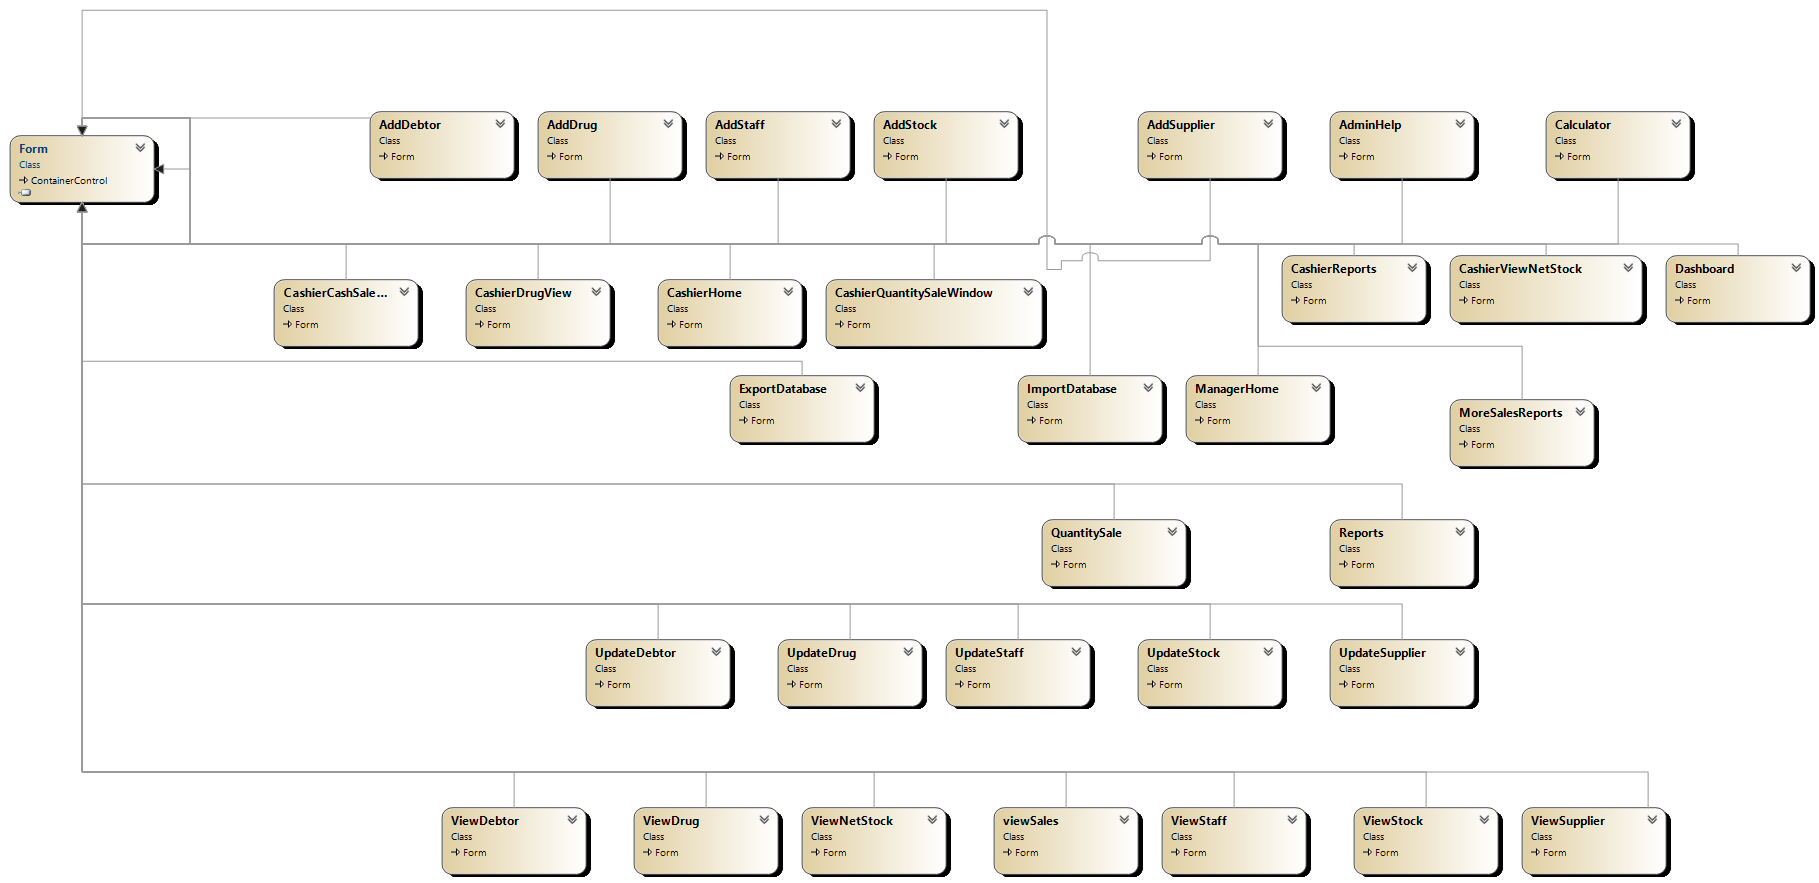 Form
Class
ContainerControl
AddDebtor
Class
Form
AddDrug
Class
Form
AddStaff
Class
Form
AddStock
Class
Form
AddSupplier
Class
Form
AdminHelp
Class
Form
Calculator
Class
Form
CashierCashSale...
Class
Form
CashierDrugView
Class
Form
CashierHome
Class
Form
CashierQuantitySaleWindow
Class
Form
CashierReports
Class
Form
CashierViewNetStock
Class
Form
Dashboard
Class
Form
ExportDatabase
Class
Form
ImportDatabase
Class
Form
ManagerHome
Class
Form
MoreSalesReports
Class
Form
QuantitySale
Class
Form
Reports
Class
Form
UpdateDebtor
Class
Form
UpdateDrug
Class
Form
UpdateStaff
Class
Form
UpdateStock
Class
Form
UpdateSupplier
Class
Form
ViewDebtor
Class
Form
ViewDrug
Class
Form
ViewNetStock
Class
Form
viewSales
Class
Form
ViewStaff
Class
Form
ViewStock
Class
Form
ViewSupplier
Class
Form